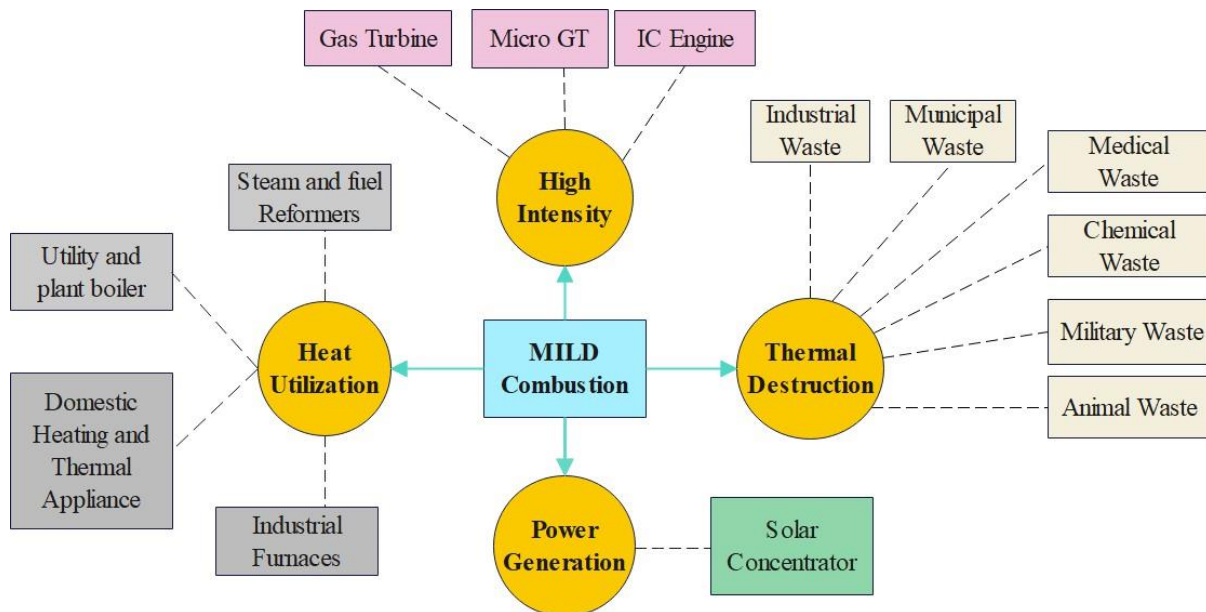 Gas Turbine
Micro GT
IC Engine
Industrial
Waste
Municipal
Waste
Medical
Waste
Steam and fuel
Reformers
High
Intensity
Chemical
Waste
Utility and
plant boiler
Military Waste
Heat
Utilization
MILD
Combustion
Thermal
Destruction
Animal Waste
Domestic
Heating and
Thermal
Appliance
Industrial
Furnaces
Power
Generation
Solar
Concentrator